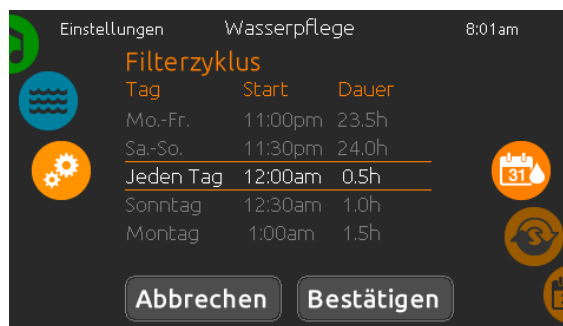 Einstellungen Wasserpflege 8:01am
Filterzyklus
Tag Start Dauer
Mo.-Fr. 11:00pm 23.5h
Sa.-So. 11:30pm 24.0h
Jeden Tag 12:00am 0.5h
Sonntag 12:30am 1.0h
Montag 1:00am 1.5h
31
Abbrechen Bestätigen